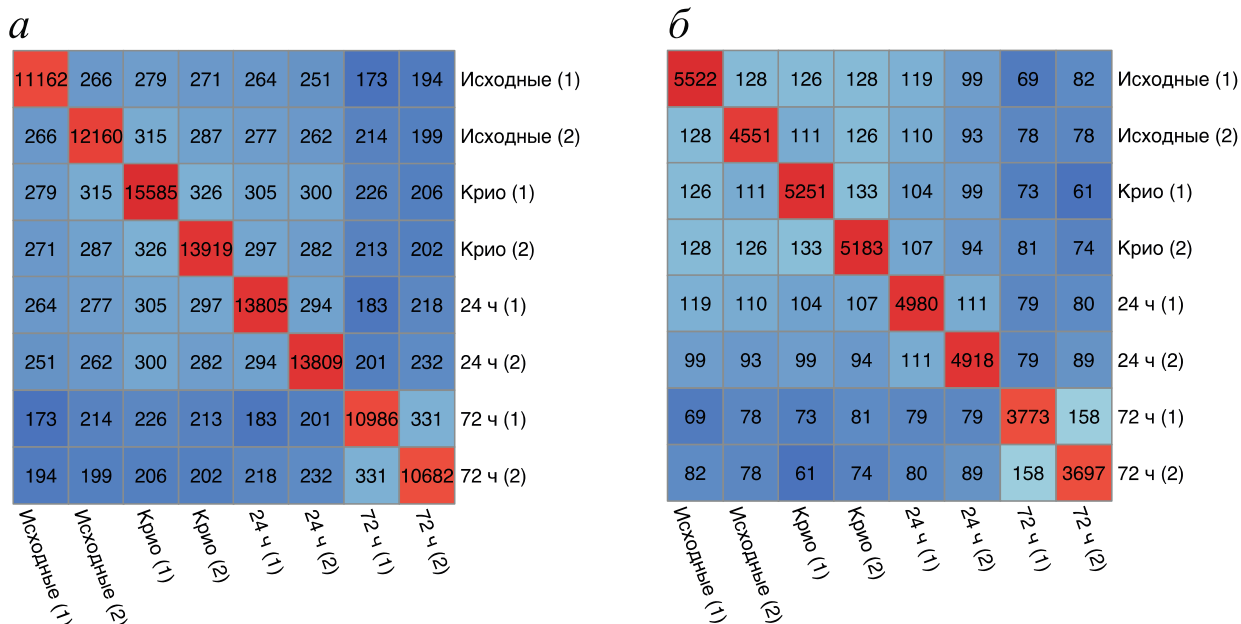 а
11162 266 279 271 264 251 173 194 Исходные (1)
266 12160 315 287 277 262 214 199 Исходные (2)
279 315 15585 326 305 300 226 206 Крио (1)
271 287 326 13919 297 282 213 202 Крио (2)
264 277 305 297 13805 294 183 218 24 ч (1)
251 262 300 282 294 13809 201 232 24 ч (2)
173 214 226 213 183 201 10986 331 72 ч (1)
194 199 206 202 218 232 331 10682 72 ч (2)
Исходные (1) Исходные (2) Крио (1) Крио (2) 24 ч (1) 24 ч (2) 72 ч (1) 72 ч (2)
б
5522 128 126 128 119 99 69 82 Исходные (1)
128 4551 111 126 110 93 78 78 Исходные (2)
126 111 5251 133 104 99 73 61 Крио (1)
128 126 133 5183 107 94 81 74 Крио (2)
119 110 104 107 4980 111 79 80 24 ч (1)
99 93 99 94 111 4918 79 89 24 ч (2)
69 78 73 81 79 79 3773 158 72 ч (1)
82 78 61 74 80 89 158 3697 72 ч (2)
Исходные (1) Исходные (2) Крио (1) Крио (2) 24 ч (1) 24 ч (2) 72 ч (1) 72 ч (2)